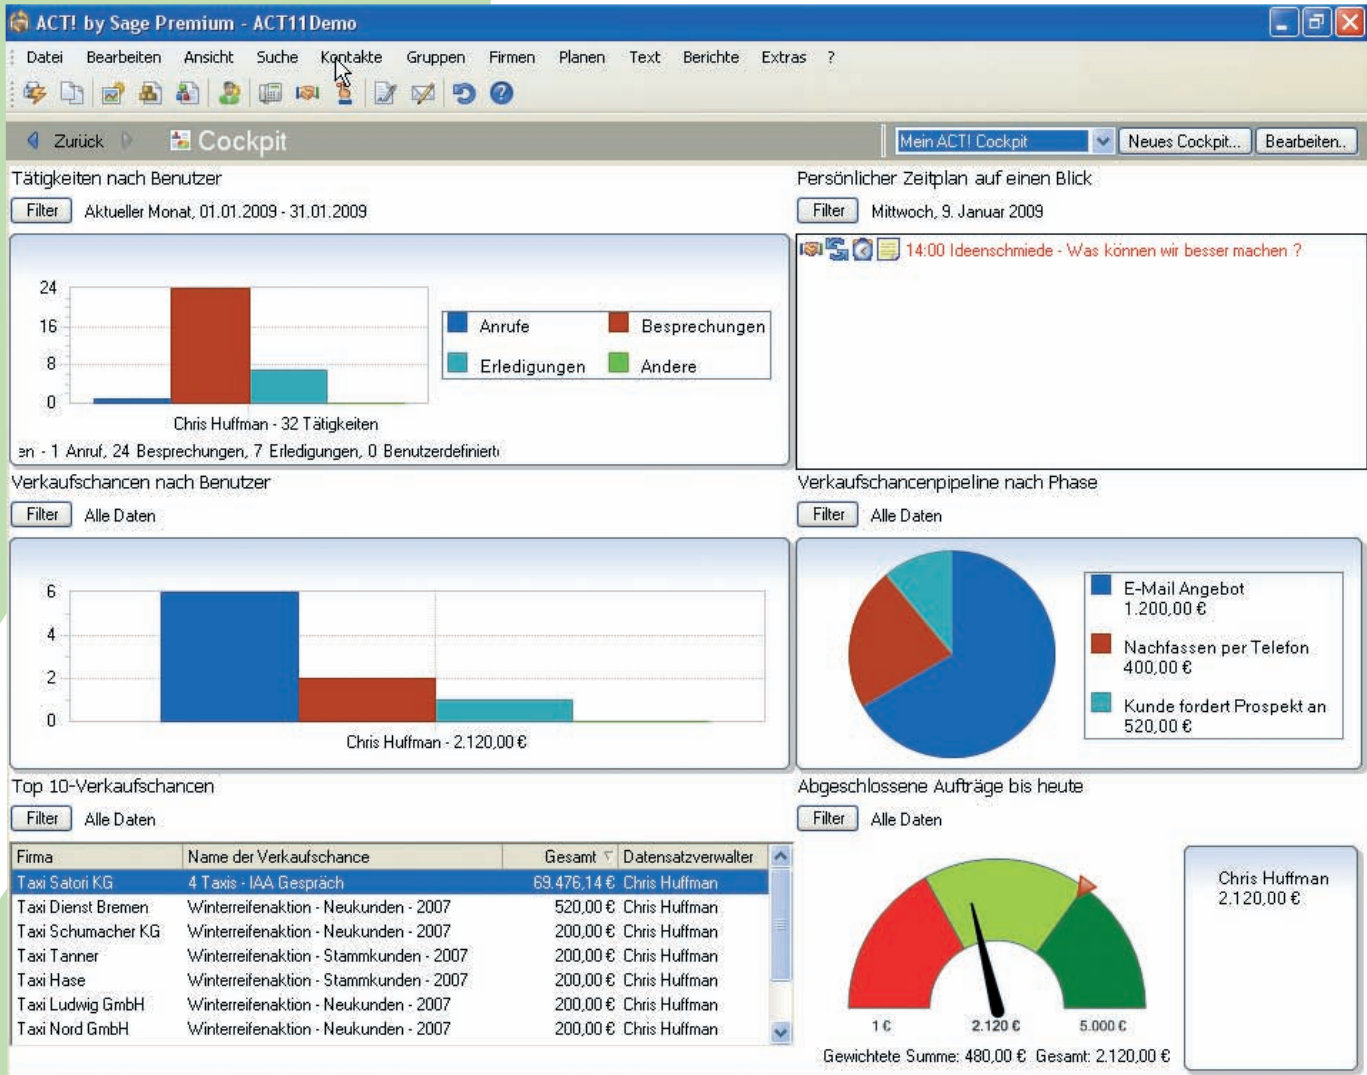 ACT! by Sage Premium - ACT11Demo
Datei Bearbeiten Ansicht Suche Kontakte Gruppen Firmen Planen Text Berichte Extras ?
Zurück Cockpit Mein ACT! Cockpit Neues Cockpit... Bearbeiten..
Tätigkeiten nach Benutzer
Filter Aktueller Monat, 01.01.2009 - 31.01.2009
24
16
8
0
Anrufe Besprechungen
Erledigungen Andere
Chris Huffman - 32 Tätigkeiten
en - 1 Anruf, 24 Besprechungen, 7 Erledigungen, 0 Benutzerdefinierte
Persönlicher Zeitplan auf einen Blick
Filter Mittwoch, 9. Januar 2009
14:00 Ideenschmiede - Was können wir besser machen ?
Verkaufschancen nach Benutzer
Filter Alle Daten
6
4
2
0
Chris Huffman - 2.120,00 €
Verkaufschancenpipeline nach Phase
Filter Alle Daten
E-Mail Angebot
1.200,00 €
Nachfassen per Telefon
400,00 €
Kunde fordert Prospekt an
520,00 €
Top 10-Verkaufschancen
Filter Alle Daten
Firma Name der Verkaufschance Gesamt Datensatzverwalter
Taxi Satori KG 4 Taxis - IAA Gespräch 69.476,14 € Chris Huffman
Taxi Dienst Bremen Winterreifenaktion - Neukunden - 2007 520,00 € Chris Huffman
Taxi Schumacher KG Winterreifenaktion - Neukunden - 2007 200,00 € Chris Huffman
Taxi Tanner Winterreifenaktion - Stammkunden - 2007 200,00 € Chris Huffman
Taxi Hase Winterreifenaktion - Stammkunden - 2007 200,00 € Chris Huffman
Taxi Ludwig GmbH Winterreifenaktion - Neukunden - 2007 200,00 € Chris Huffman
Taxi Nord GmbH Winterreifenaktion - Neukunden - 2007 200,00 € Chris Huffman
Abgeschlossene Aufträge bis heute
Filter Alle Daten
1 € 2.120 € 5.000 €
Gewichtete Summe: 480,00 € Gesamt: 2.120,00 €
Chris Huffman
2.120,00 €